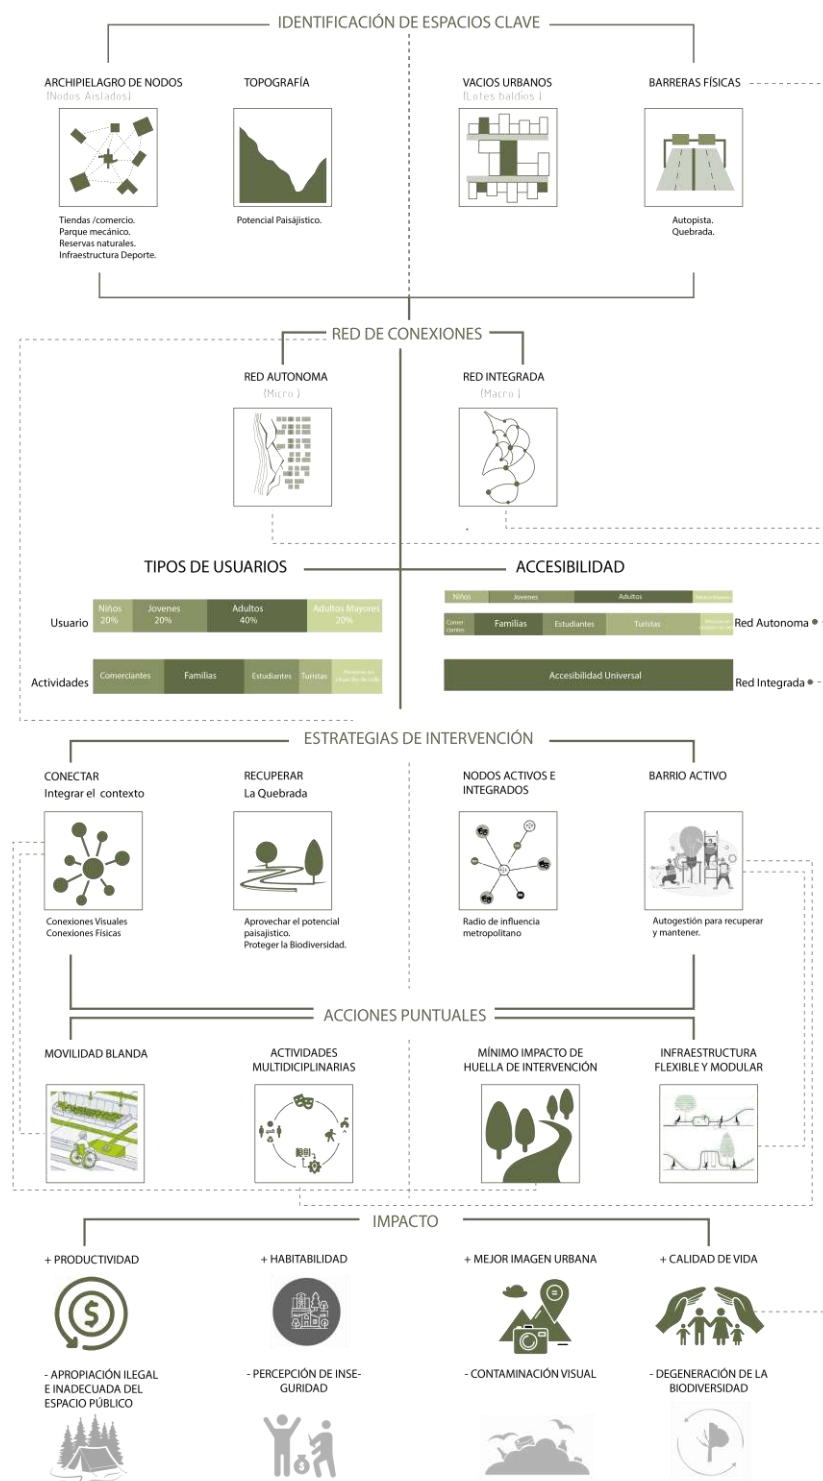 IDENTIFICACIÓN DE ESPACIOS CLAVE
ARCHIPIELAGRO DE NODOS
(Nodos Aislados)
TOPOGRAFÍA
VACIOS URBANOS
(Lotes baldíos )
BARRERAS FÍSICAS
Tiendas /comercio.
Parque mecánico.
Reservas naturales.
Infraestructura Deporte.
Potencial Paisájistico.
Autopista.
Quebrada.
RED DE CONEXIONES
RED AUTONOMA
(Micro )
RED INTEGRADA
(Macro )
TIPOS DE USUARIOS
Usuario
Niños
20%
Jovenes
20%
Adultos
40%
Adultos Mayores
20%
Actividades
Comerciantes
Familias
Estudiantes
Turistas
ACCESIBILIDAD
Niños
Jovenes
Adultos
Adultos Mayores
Comer
ciantes
Familias
Estudiantes
Turistas
Red Autonoma
Accesibilidad Universal
Red Integrada
ESTRATEGIAS DE INTERVENCIÓN
CONECTAR
Integrar el contexto
RECUPERAR
La Quebrada
NODOS ACTIVOS E
INTEGRADOS
BARRIO ACTIVO
Conexiones Visuales
Conexiones Físicas
Aprovechar el potencial
paisajistico.
Proteger la Biodiversidad.
Radio de influencia
metropolitano
Autogestión para recuperar
y mantener.
ACCIONES PUNTUALES
MOVILIDAD BLANDA
ACTIVIDADES
MULTIDICIPLINARIAS
MÍNIMO IMPACTO DE
HUELLA DE INTERVENCIÓN
INFRAESTRUCTURA
FLEXIBLE Y MODULAR
IMPACTO
+ PRODUCTIVIDAD
+ HABITABILIDAD
+ MEJOR IMAGEN URBANA
+ CALIDAD DE VIDA
- APROPIACIÓN ILEGAL
E INADECUADA DEL
ESPACIO PÚBLICO
- PERCEPCIÓN DE INSE-
GURIDAD
- CONTAMINACIÓN VISUAL
- DEGENERACIÓN DE LA
BIODIVERSIDAD